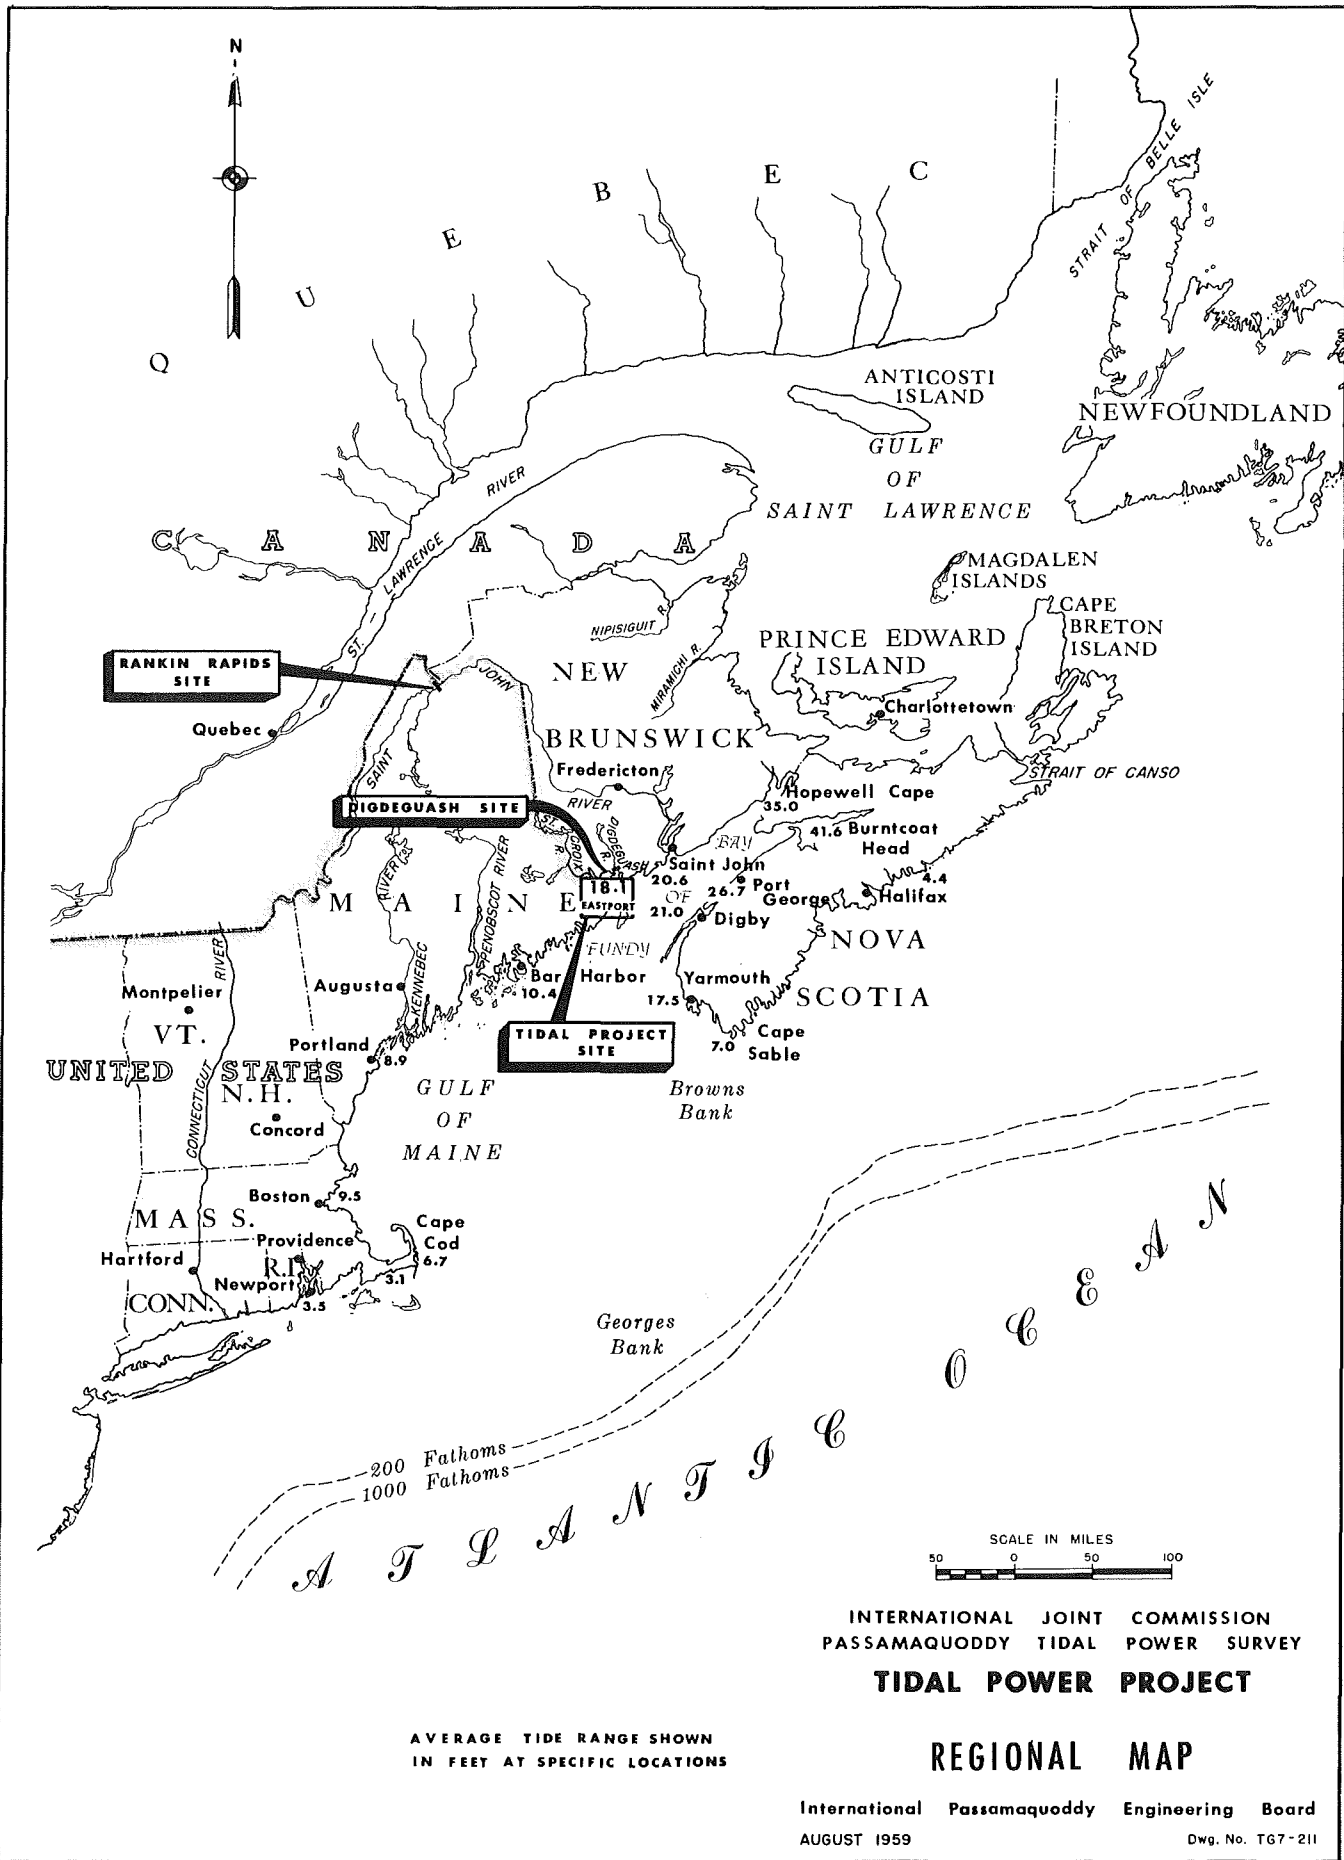 N
QUEBEC
STRAIT OF BELLE ISLE
ANTICOSTI
ISLAND
NEWFOUNDLAND
GULF
OF
SAINT LAWRENCE
ST. LAWRENCE RIVER
CANADA
MAGDALEN
ISLANDS
CAPE
BRETON
ISLAND
NIPISIGUIT R.
MIRAMICHI R.
PRINCE EDWARD
ISLAND
Charlottetown
RANKIN RAPIDS
SITE
Quebec
NEW
BRUNSWICK
SAINT JOHN RIVER
Fredericton
STRAIT OF CANSO
DIGDEGUASH SITE
Hopewell Cape
35.0
41.6 Burntcoat
Head
ST. CROIX R.
DIGDEGUASH R.
BAY
OF
FUNDY
Saint John
20.6
26.7 Port
George
21.0
Digby
4.4
Halifax
18.1
EASTPORT
MAINE
RIVER
KENNEBEC
PENOBSCOT RIVER
NOVA
SCOTIA
Bar Harbor
10.4
Yarmouth
17.5
Augusta
Montpelier
VT.
CONNECTICUT RIVER
TIDAL PROJECT
SITE
7.0
Cape
Sable
Portland
8.9
UNITED STATES
N.H.
Concord
GULF
OF
MAINE
Browns
Bank
Boston
9.5
MASS.
Cape
Cod
6.7
Providence
Hartford
R.I.
Newport
3.1
3.5
CONN.
Georges
Bank
200 Fathoms
1000 Fathoms
ATLANTIC OCEAN
SCALE IN MILES
50 0 50 100
INTERNATIONAL JOINT COMMISSION
PASSAMAQUODDY TIDAL POWER SURVEY
TIDAL POWER PROJECT
AVERAGE TIDE RANGE SHOWN
IN FEET AT SPECIFIC LOCATIONS
REGIONAL MAP
International Passamaquoddy Engineering Board
AUGUST 1959
Dwg. No. TG7-211